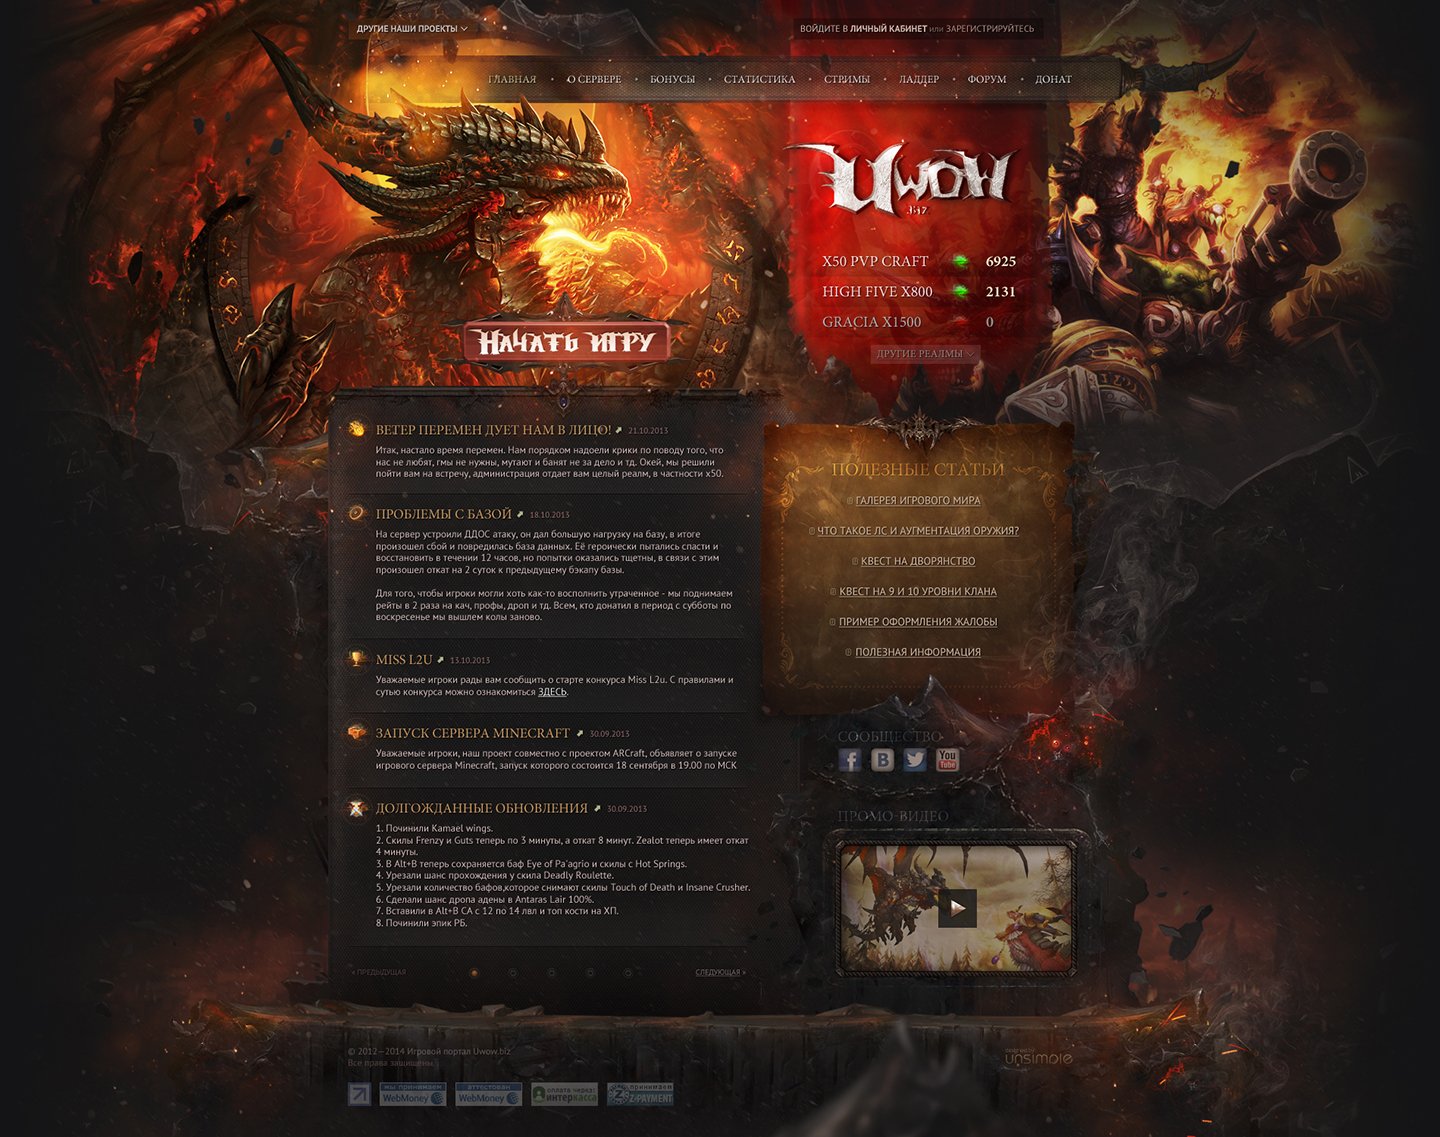 ДРУГИЕ НАШИ ПРОЕКТЫ
ВОЙДИТЕ В ЛИЧНЫЙ КАБИНЕТ или ЗАРЕГИСТРИРУЙТЕСЬ
ГЛАВНАЯ • О СЕРВЕРЕ • БОНУСЫ • СТАТИСТИКА • СТРИМЫ • ЛАДДЕР • ФОРУМ • ДОНАТ
UWOW
.BIZ
X50 PVP CRAFT 6925
HIGH FIVE X800 2131
GRACIA X1500 0
ДРУГИЕ РЕАЛМЫ
НАЧАТЬ ИГРУ
ВЕТЕР ПЕРЕМЕН ДУЕТ НАМ В ЛИЦО! 21.10.2013
Итак, настало время перемен. Нам порядком надоели крики по поводу того, что
нас не любят, гмы не нужны, мутают и банят не за дело и тд. Окей, мы решили
пойти вам на встречу, администрация отдает вам целый реалм, в частности x50.
ПРОБЛЕМЫ С БАЗОЙ 18.10.2013
На сервер устроили ДДОС атаку, он дал большую нагрузку на базу, в итоге
произошел сбой и повредилась база данных. Её героически пытались спасти и
восстановить в течении 12 часов, но попытки оказались тщетны, в связи с этим
произошел откат на 2 суток к предыдущему бэкапу базы.
Для того, чтобы игроки могли хоть как-то восполнить утраченное - мы поднимаем
рейты в 2 раза на кач, профы, дроп и тд. Всем, кто донатил в период с субботы по
воскресенье мы вышлем колы заново.
MISS L2U 13.10.2013
Уважаемые игроки рады вам сообщить о старте конкурса Miss L2u. С правилами и
сутью конкурса можно ознакомиться ЗДЕСЬ.
ЗАПУСК СЕРВЕРА MINECRAFT 30.09.2013
Уважаемые игроки, наш проект совместно с проектом ARCraft, объявляет о запуске
игрового сервера Minecraft, запуск которого состоится 18 сентября в 19.00 по МСК
ДОЛГОЖДАННЫЕ ОБНОВЛЕНИЯ 30.09.2013
1. Починили Kamael wings.
2. Скилы Frenzy и Guts теперь по 3 минуты, а откат 8 минут. Zealot теперь имеет откат
4 минуты.
3. В Alt+B теперь сохраняется баф Eye of Pa'agrio и скилы с Hot Springs.
4. Урезали шанс прохождения у скила Deadly Roulette.
5. Урезали количество бафов,которое снимают скилы Touch of Death и Insane Crusher.
6. Сделали шанс дропа адены в Antaras Lair 100%.
7. Вставили в Alt+B СА с 12 по 14 лвл и топ кости на ХП.
8. Починили эпик РБ.
« ПРЕДЫДУЩАЯ
СЛЕДУЮЩАЯ »
ПОЛЕЗНЫЕ СТАТЬИ
ГАЛЕРЕЯ ИГРОВОГО МИРА
ЧТО ТАКОЕ ЛС И АУГМЕНТАЦИЯ ОРУЖИЯ?
КВЕСТ НА ДВОРЯНСТВО
КВЕСТ НА 9 И 10 УРОВНИ КЛАНА
ПРИМЕР ОФОРМЛЕНИЯ ЖАЛОБЫ
ПОЛЕЗНАЯ ИНФОРМАЦИЯ
СООБЩЕСТВО
f B You Tube
ПРОМО-ВИДЕО
© 2012—2014 Игровой портал Uwow.biz
Все права защищены.
unsimple
мы принимаем WebMoney
аттестован WebMoney
оплата через: интеркасса
принимаем Z-PAYMENT